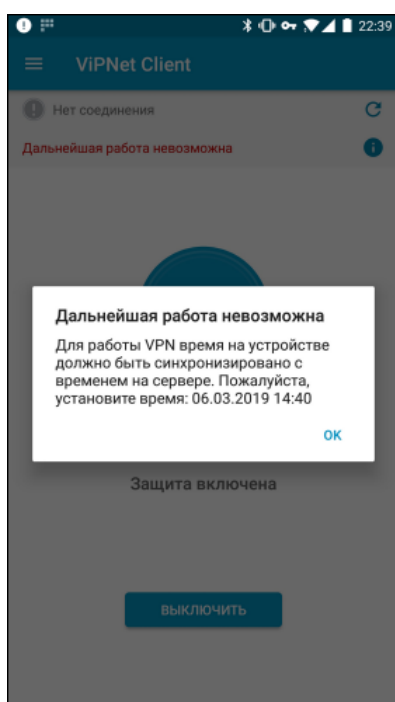 22:39
ViPNet Client
Нет соединения
Дальнейшая работа невозможна
Дальнейшая работа невозможна
Для работы VPN время на устройстве
должно быть синхронизировано с
временем на сервере. Пожалуйста,
установите время: 06.03.2019 14:40
ОК
Защита включена
ВЫКЛЮЧИТЬ